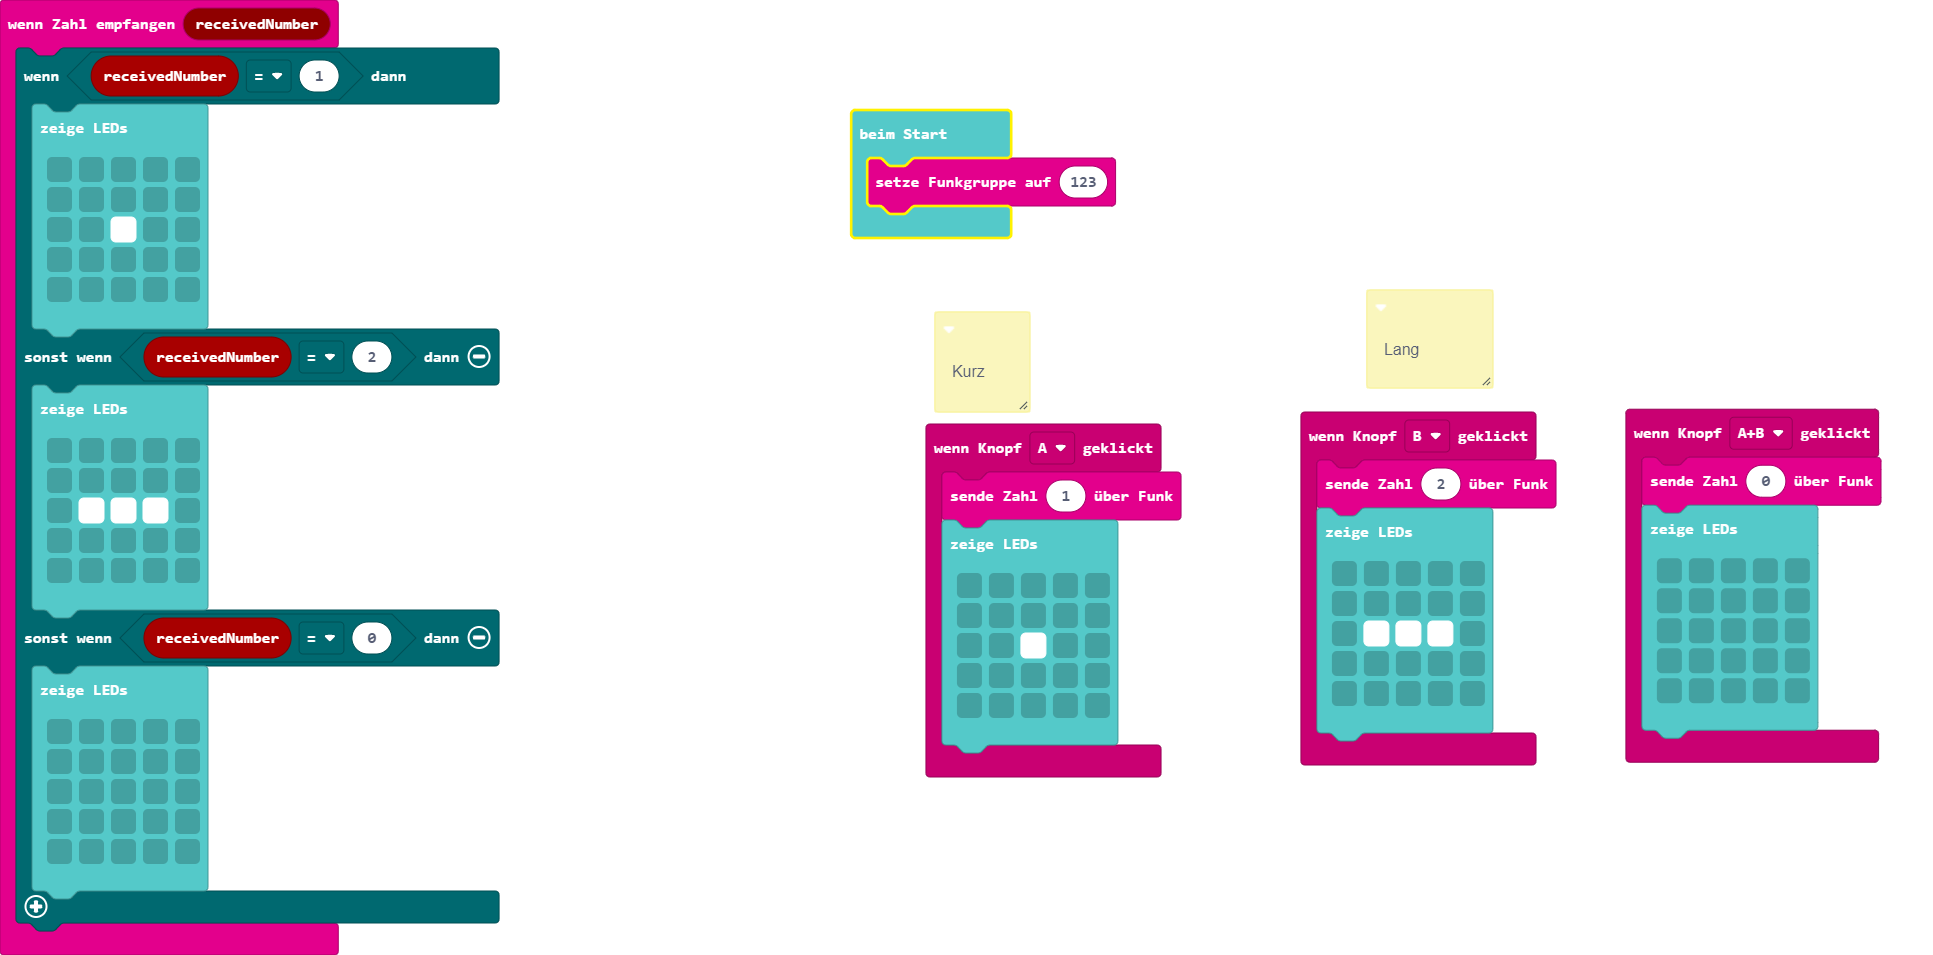 wenn Zahl empfangen receivedNumber
wenn receivedNumber = 1 dann
zeige LEDs
sonst wenn receivedNumber = 2 dann
zeige LEDs
sonst wenn receivedNumber = 0 dann
zeige LEDs
beim Start
setze Funkgruppe auf 123
Kurz
wenn Knopf A geklickt
sende Zahl 1 über Funk
zeige LEDs
Lang
wenn Knopf B geklickt
sende Zahl 2 über Funk
zeige LEDs
wenn Knopf A+B geklickt
sende Zahl 0 über Funk
zeige LEDs